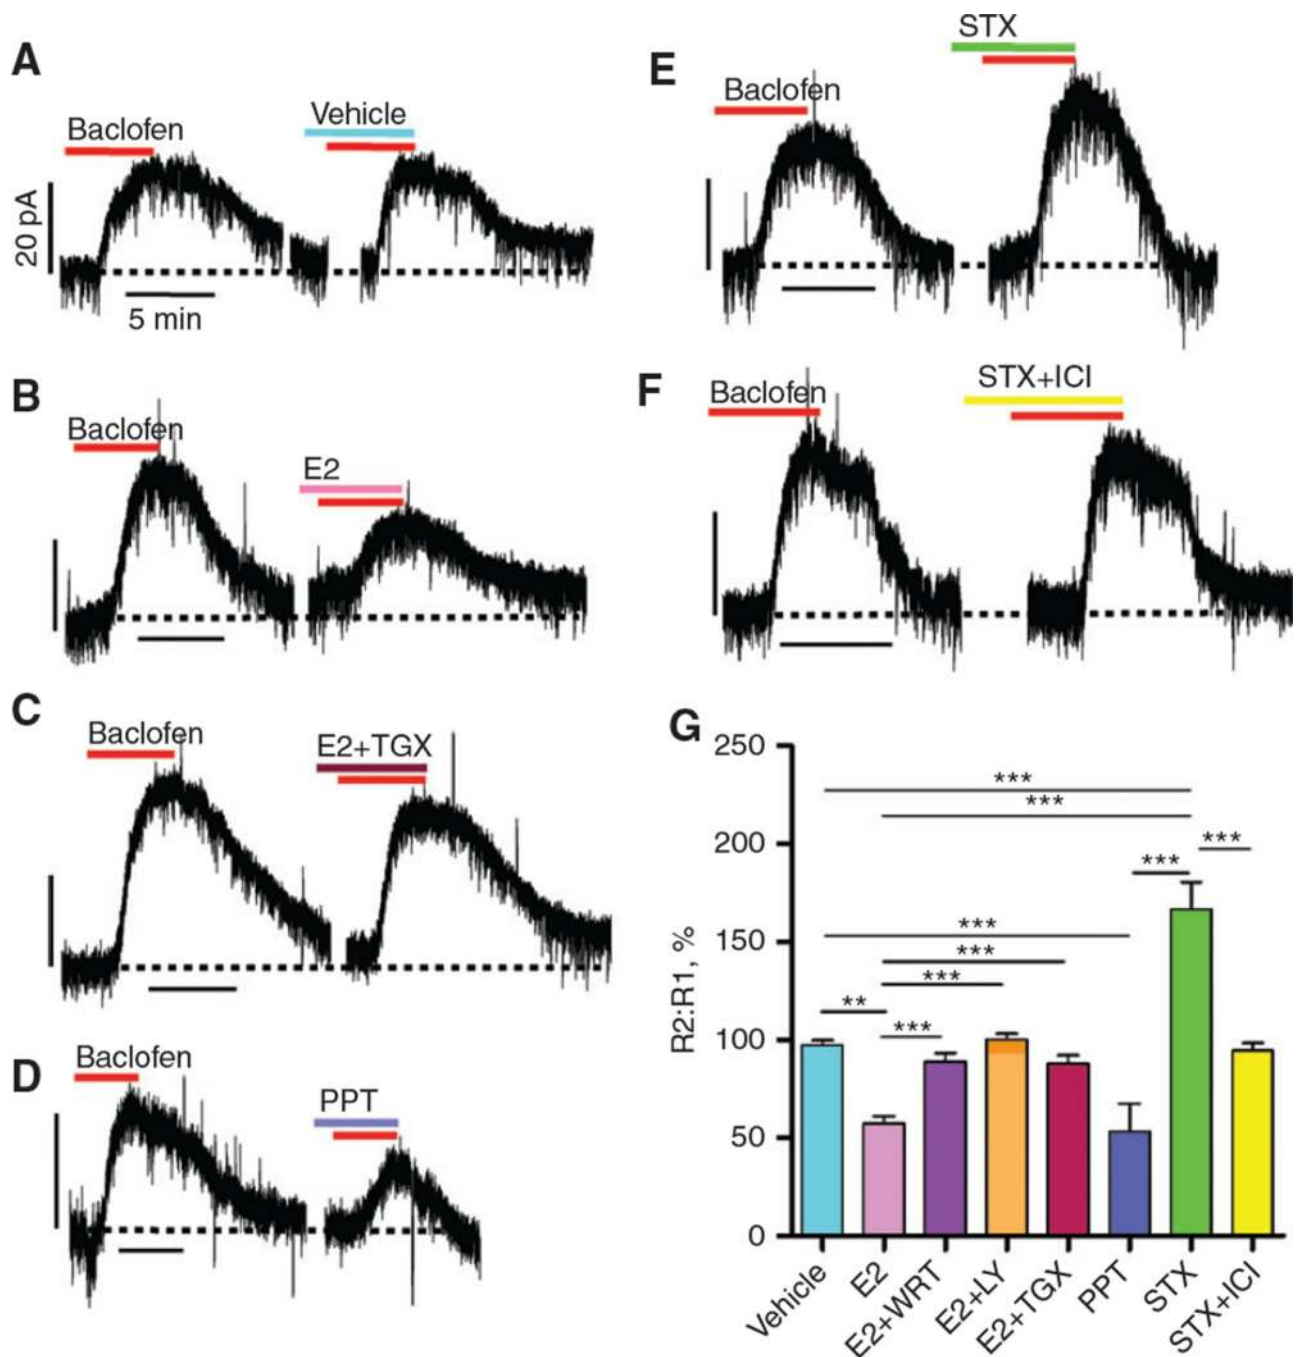 A
Baclofen
Vehicle
20 pA
5 min
B
Baclofen
E2
C
Baclofen
E2+TGX
D
Baclofen
PPT
E
Baclofen
STX
F
Baclofen
STX+ICI
G
R2:R1, %
250
200
150
100
50
0
***
***
***
***
***
***
***
**
***
Vehicle
E2
E2+WRT
E2+LY
E2+TGX
PPT
STX
STX+ICI